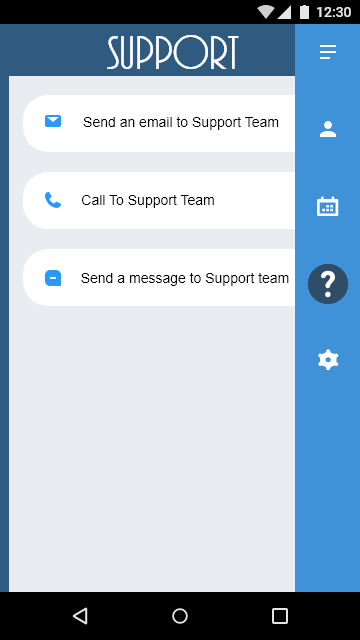 12:30
SUPPORT
Send an email to Support Team
Call To Support Team
Send a message to Support team
?